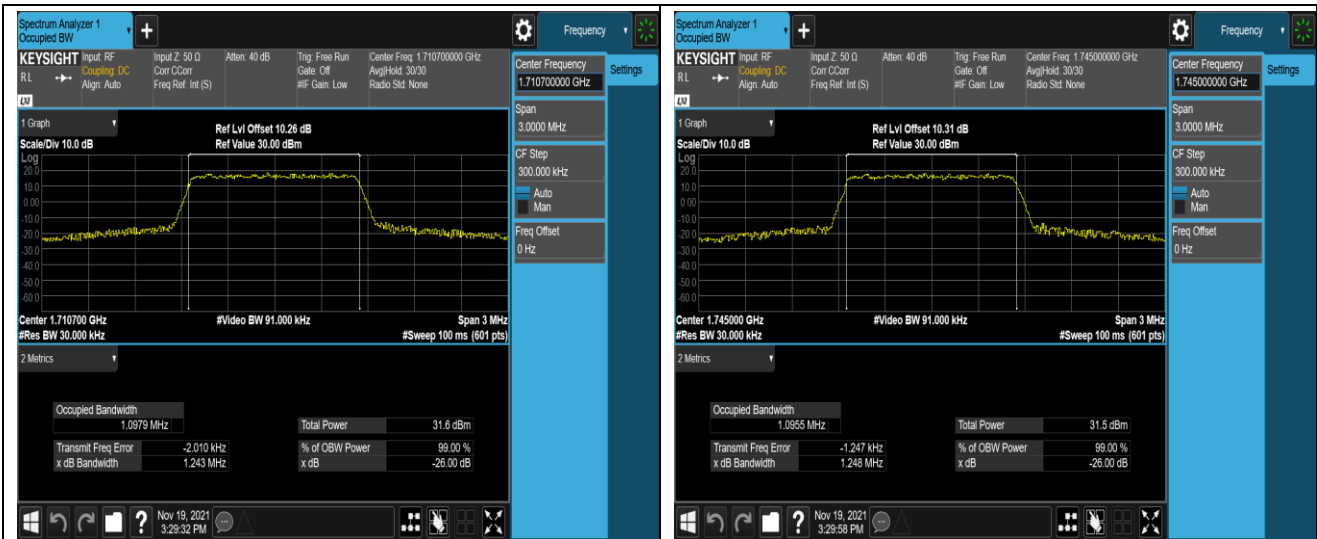 Spectrum Analyzer 1
Occupied BW
+
Frequency
KEYSIGHT
R L
LXI
Input: RF
Coupling: DC
Align: Auto
Input Z: 50 Ω
Corr CCorr
Freq Ref: Int (S)
Atten: 40 dB
Trig: Free Run
Gate: Off
#IF Gain: Low
Center Freq: 1.710700000 GHz
Avg|Hold: 30/30
Radio Std: None
Center Frequency
1.710700000 GHz
Settings
Span
3.0000 MHz
CF Step
300.000 kHz
Auto
Man
Freq Offset
0 Hz
1 Graph
Scale/Div 10.0 dB
Ref Lvl Offset 10.26 dB
Ref Value 30.00 dBm
Log
20.0
10.0
0.00
-10.0
-20.0
-30.0
-40.0
-50.0
-60.0
Center 1.710700 GHz
#Video BW 91.000 kHz
Span 3 MHz
#Res BW 30.000 kHz
#Sweep 100 ms (601 pts)
2 Metrics
Occupied Bandwidth
1.0979 MHz
Total Power 31.6 dBm
Transmit Freq Error -2.010 kHz
% of OBW Power 99.00 %
x dB Bandwidth 1.243 MHz
x dB -26.00 dB
?
Nov 19, 2021
3:29:32 PM
Spectrum Analyzer 1
Occupied BW
+
Frequency
KEYSIGHT
R L
LXI
Input: RF
Coupling: DC
Align: Auto
Input Z: 50 Ω
Corr CCorr
Freq Ref: Int (S)
Atten: 40 dB
Trig: Free Run
Gate: Off
#IF Gain: Low
Center Freq: 1.745000000 GHz
Avg|Hold: 30/30
Radio Std: None
Center Frequency
1.745000000 GHz
Settings
Span
3.0000 MHz
CF Step
300.000 kHz
Auto
Man
Freq Offset
0 Hz
1 Graph
Scale/Div 10.0 dB
Ref Lvl Offset 10.31 dB
Ref Value 30.00 dBm
Log
20.0
10.0
0.00
-10.0
-20.0
-30.0
-40.0
-50.0
-60.0
Center 1.745000 GHz
#Video BW 91.000 kHz
Span 3 MHz
#Res BW 30.000 kHz
#Sweep 100 ms (601 pts)
2 Metrics
Occupied Bandwidth
1.0955 MHz
Total Power 31.5 dBm
Transmit Freq Error -1.247 kHz
% of OBW Power 99.00 %
x dB Bandwidth 1.248 MHz
x dB -26.00 dB
?
Nov 19, 2021
3:29:58 PM